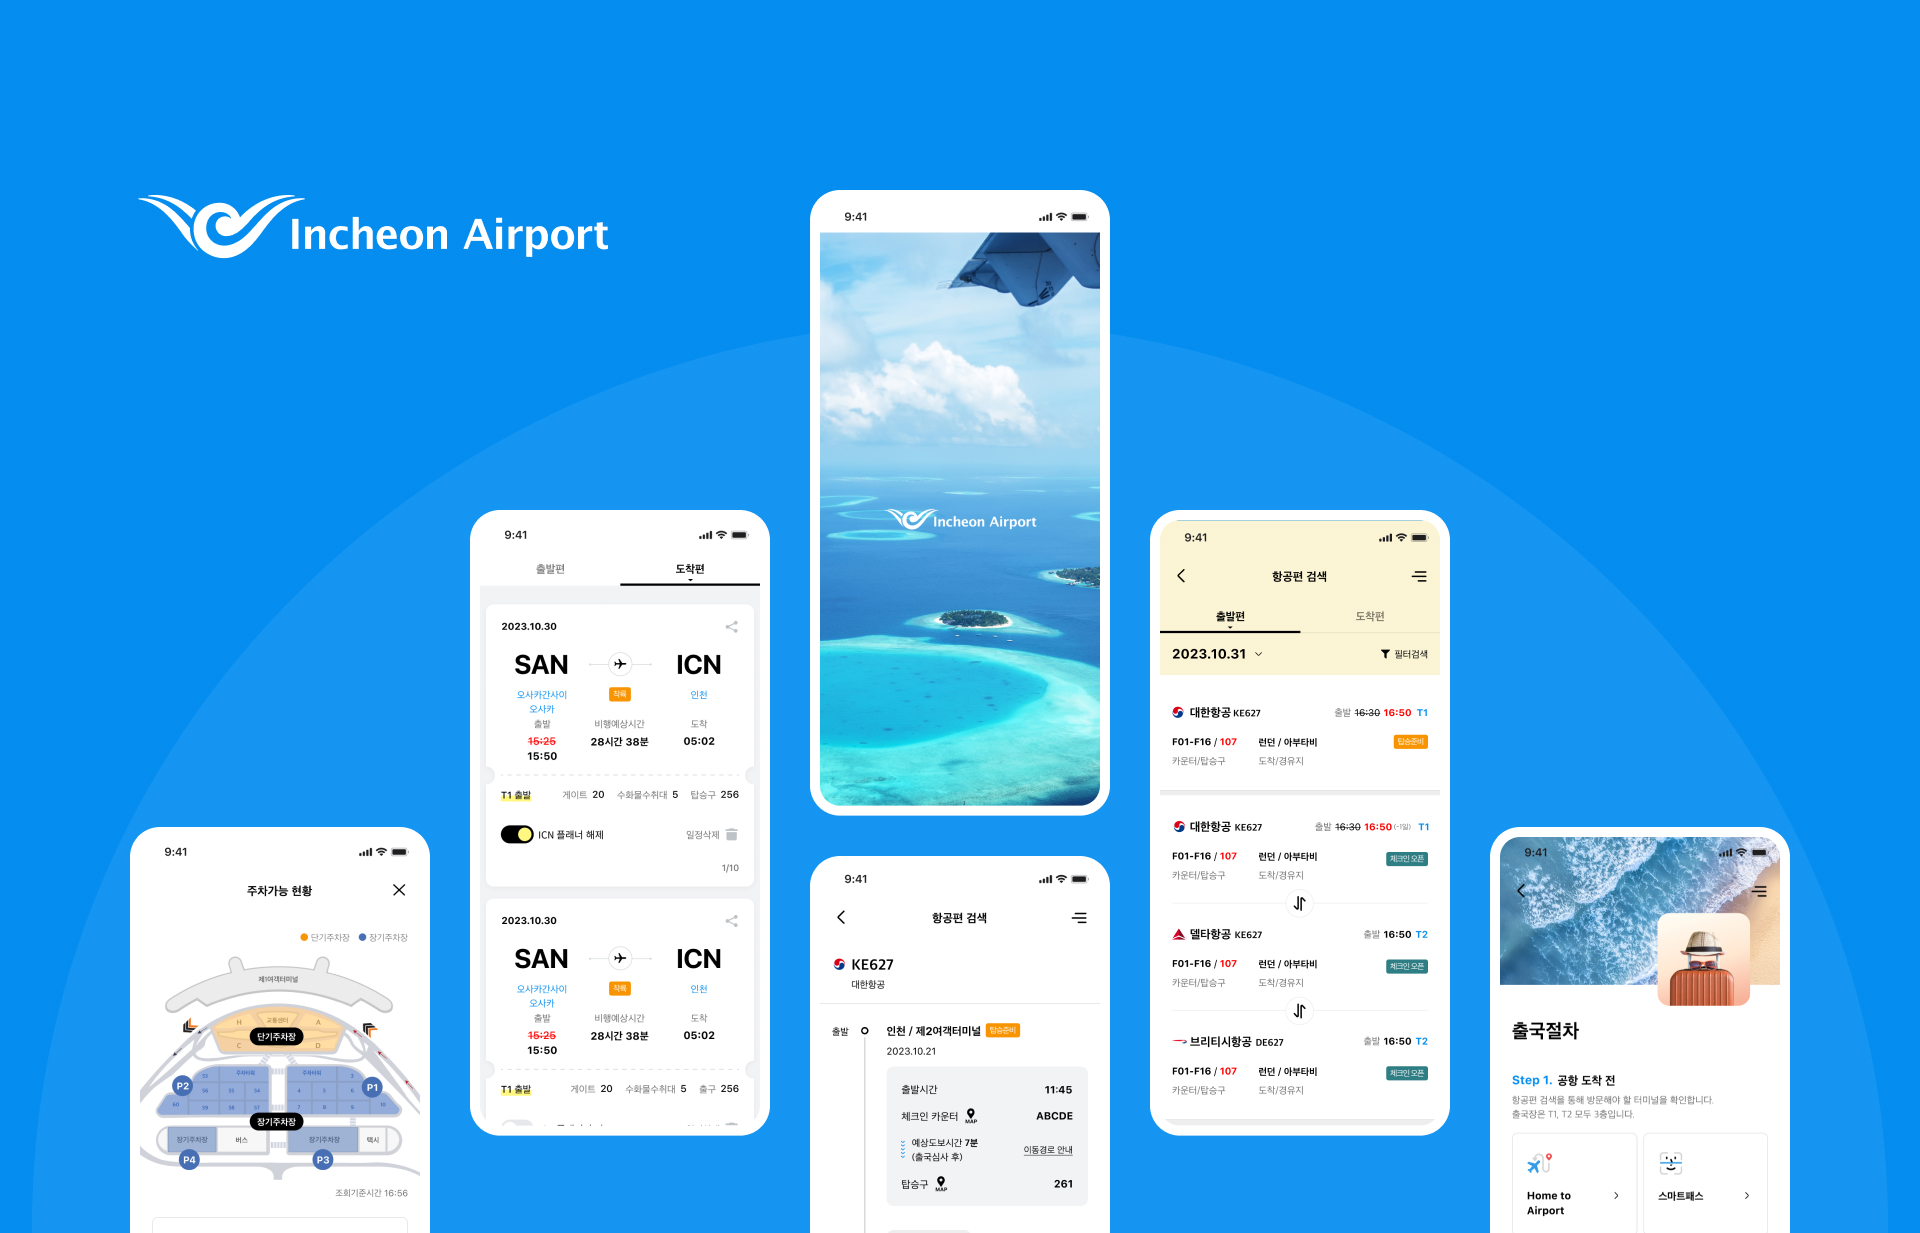 Incheon Airport
9:41
Incheon Airport
9:41
출발편
도착편
2023.10.30
SAN
ICN
오사카간사이
오사카
착륙
인천
출발
비행예상시간
도착
15:25
28시간 38분
05:02
15:50
T1 출발
게이트 20
수화물수취대 5
탑승구 256
ICN 플래너 해제
일정삭제
1/10
2023.10.30
SAN
ICN
오사카간사이
오사카
착륙
인천
출발
비행예상시간
도착
15:25
28시간 38분
05:02
15:50
T1 출발
게이트 20
수화물수취대 5
출구 256
9:41
항공편 검색
출발편
도착편
2023.10.31
필터검색
대한항공 KE627
출발 16:30 16:50 T1
F01-F16 / 107
런던 / 아부타비
탑승준비
카운터/탑승구
도착/경유지
대한항공 KE627
출발 16:30 16:50 (-1일) T1
F01-F16 / 107
런던 / 아부타비
체크인 오픈
카운터/탑승구
도착/경유지
델타항공 KE627
출발 16:50 T2
F01-F16 / 107
런던 / 아부타비
체크인 오픈
카운터/탑승구
도착/경유지
브리티시항공 DE627
출발 16:50 T2
F01-F16 / 107
런던 / 아부타비
체크인 오픈
카운터/탑승구
도착/경유지
9:41
주차가능 현황
단기주차장
장기주차장
제1여객터미널
교통센터
H
A
단기주차장
C
D
주차타워
주차타워
P2
P1
장기주차장
장기주차장
버스
장기주차장
택시
P4
P3
조회기준시간 16:56
9:41
항공편 검색
KE627
대한항공
출발
인천 / 제2여객터미널
탑승준비
2023.10.21
출발시간
11:45
체크인 카운터
MAP
ABCDE
예상도보시간 7분
(출국심사 후)
이동경로 안내
탑승구
MAP
261
9:41
출국절차
Step 1. 공항 도착 전
항공편 검색을 통해 방문해야 할 터미널을 확인합니다.
출국장은 T1, T2 모두 3층입니다.
Home to
Airport
스마트패스